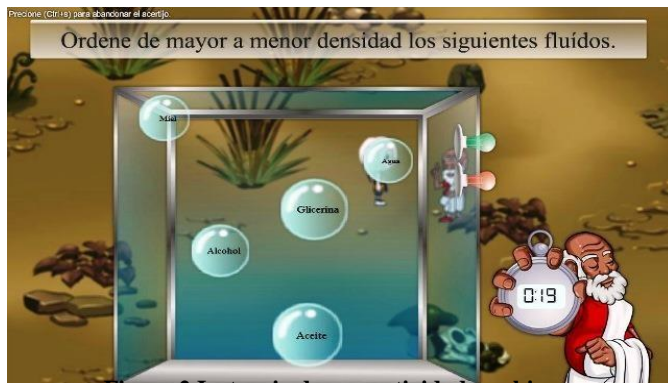 Precione (Ctrl+s) para abandonar el acertijo.
Ordene de mayor a menor densidad los siguientes fluídos.
Miel
Agua
Glicerina
Alcohol
0:19
Aceite